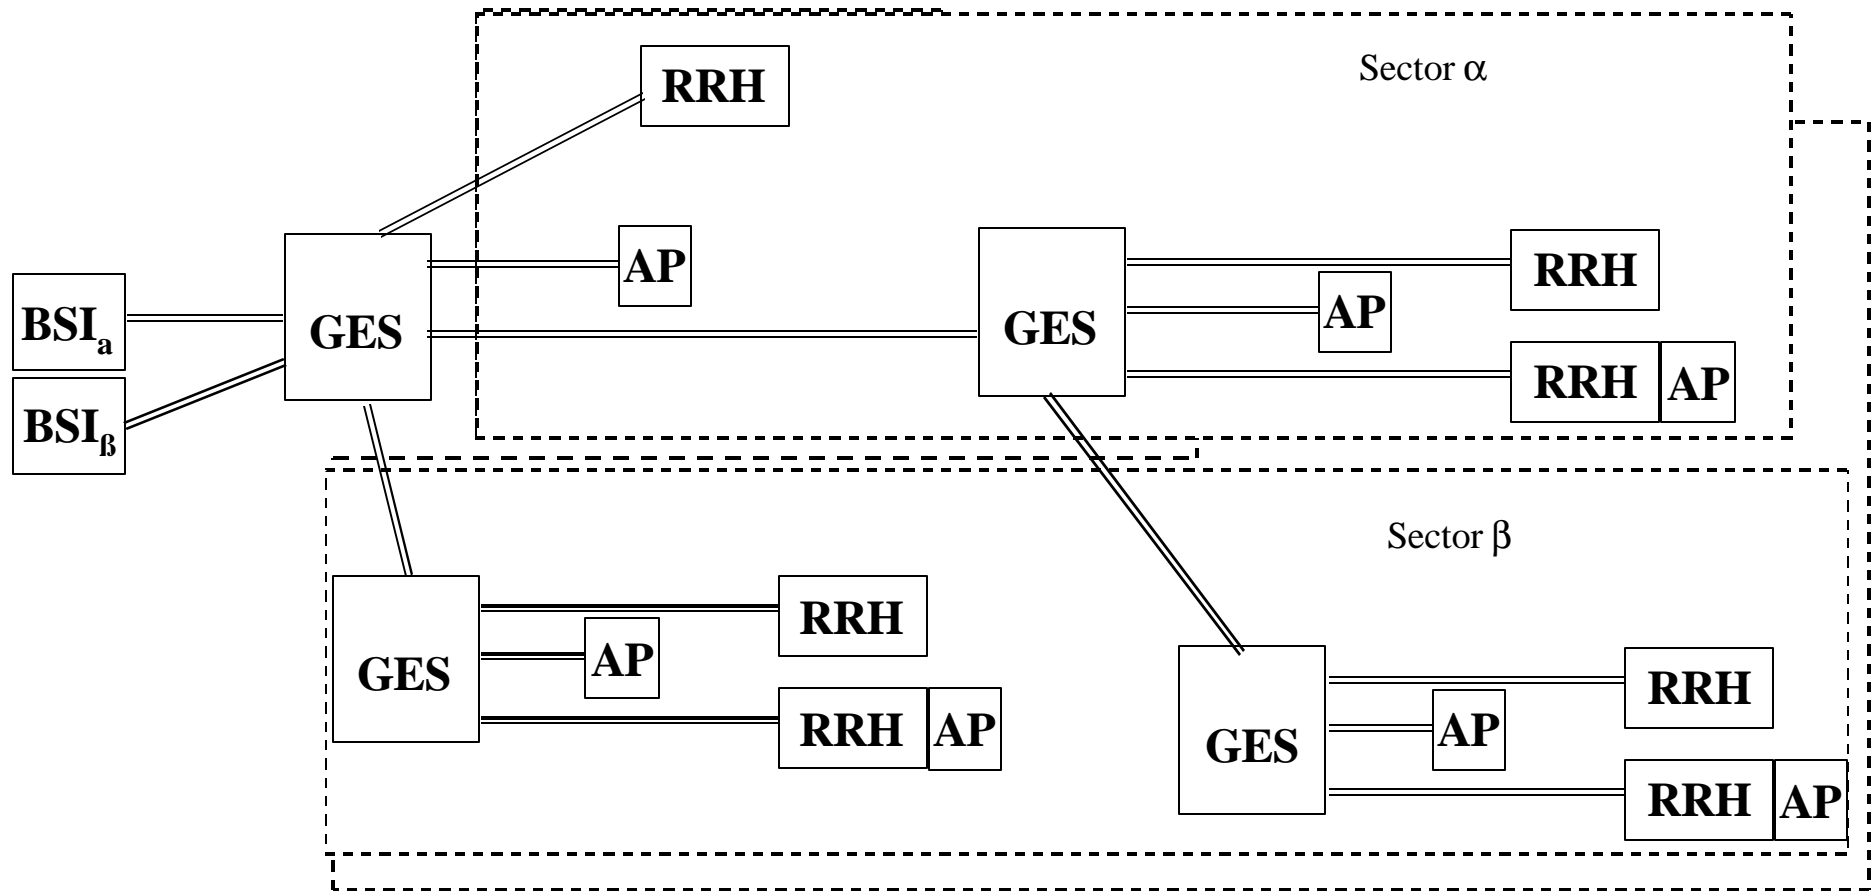 Sector α
RRH
AP
RRH
BSIa
GES
GES
AP
BSIß
RRH AP
Sector β
RRH
GES
AP
RRH AP
RRH
GES
AP
RRH AP